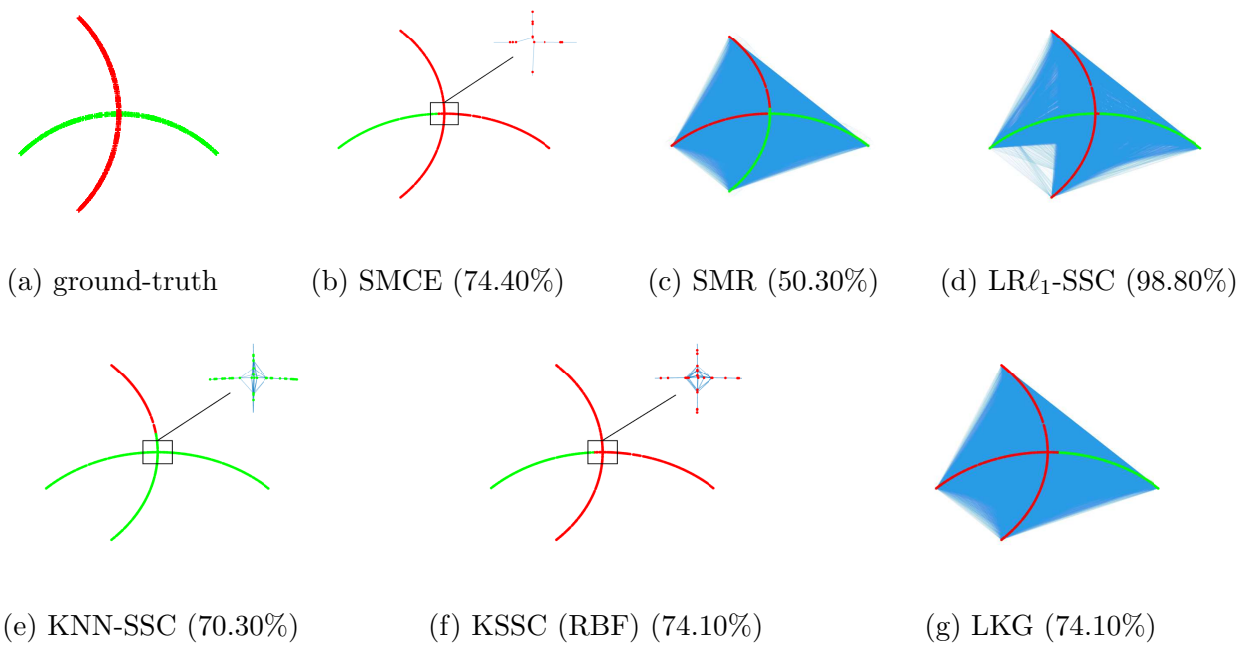 (a) ground-truth
(b) SMCE (74.40%)
(c) SMR (50.30%)
(d) LRℓ₁-SSC (98.80%)
(e) KNN-SSC (70.30%)
(f) KSSC (RBF) (74.10%)
(g) LKG (74.10%)